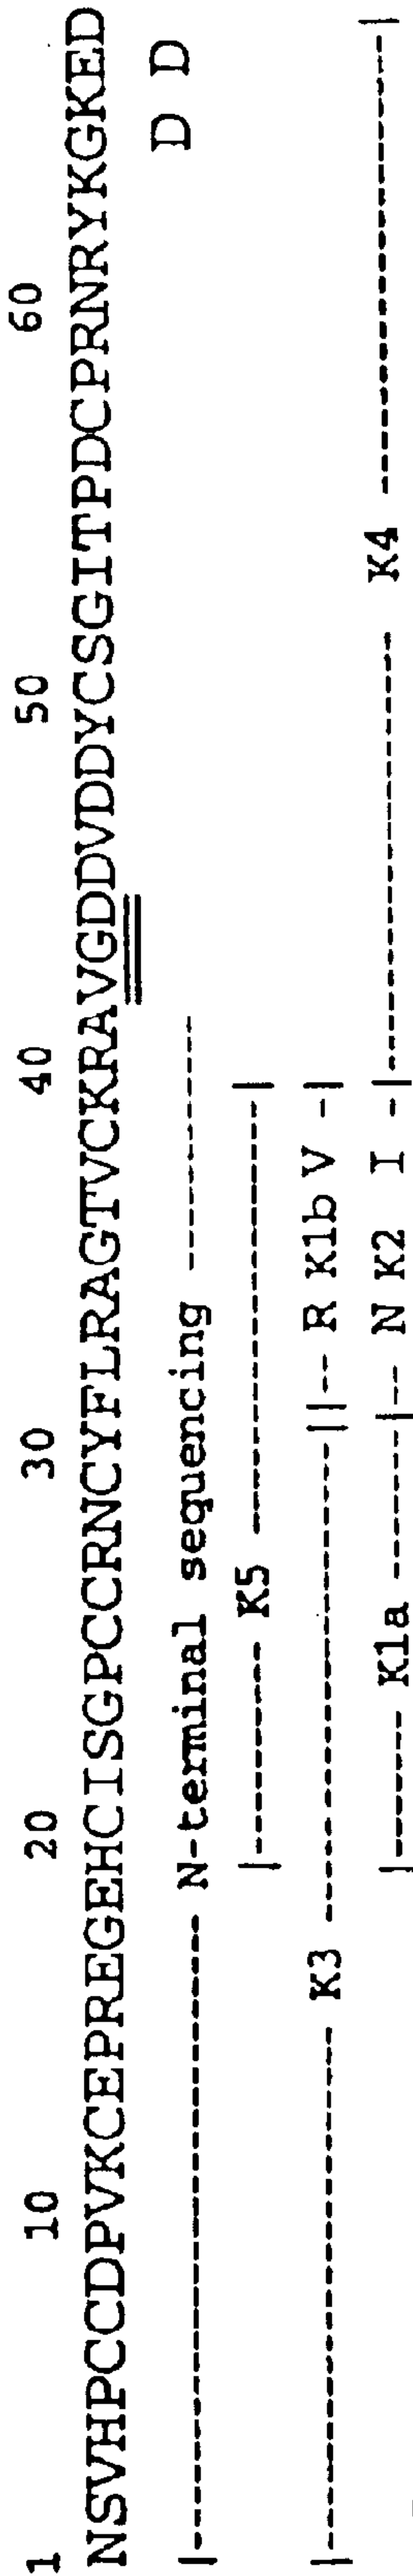 1 10 20 30 40 50 60
NSVHPCCDPVKCEPREGEHCISGPCCRNCYFLRAGTVCKRAVGDDVDDYCSGITPDCPRNRYKGKED
D D
|------------------ N-terminal sequencing ------------
|-------- K5 -----------------------|
|---------------- K3 --------------------||-- R K1b V -|
|------- K1a -------|-- N K2 I -|---------------------- K4 ----------------------|